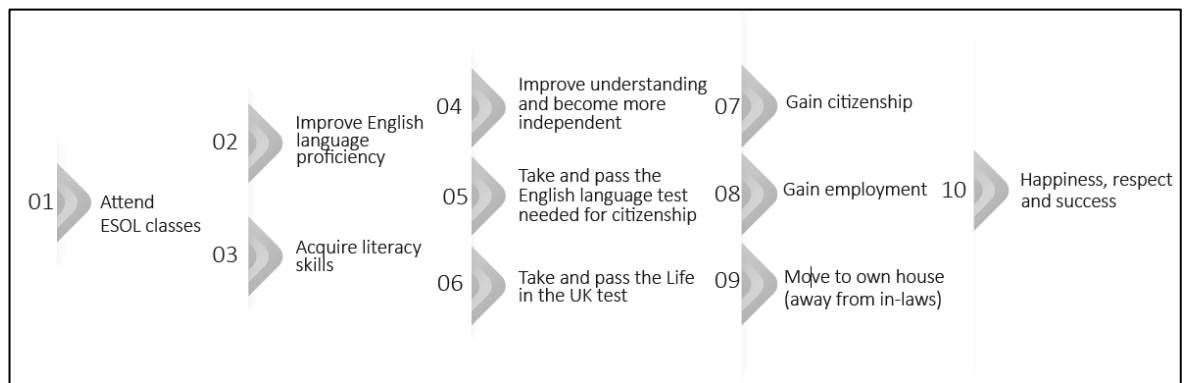 01
Attend
ESOL classes
02
Improve English
language
proficiency
03
Acquire literacy
skills
04
Improve understanding
and become more
independent
05
Take and pass the
English language test
needed for citizenship
06
Take and pass the Life
in the UK test
07
Gain citizenship
08
Gain employment
09
Move to own house
(away from in-laws)
10
Happiness, respect
and success